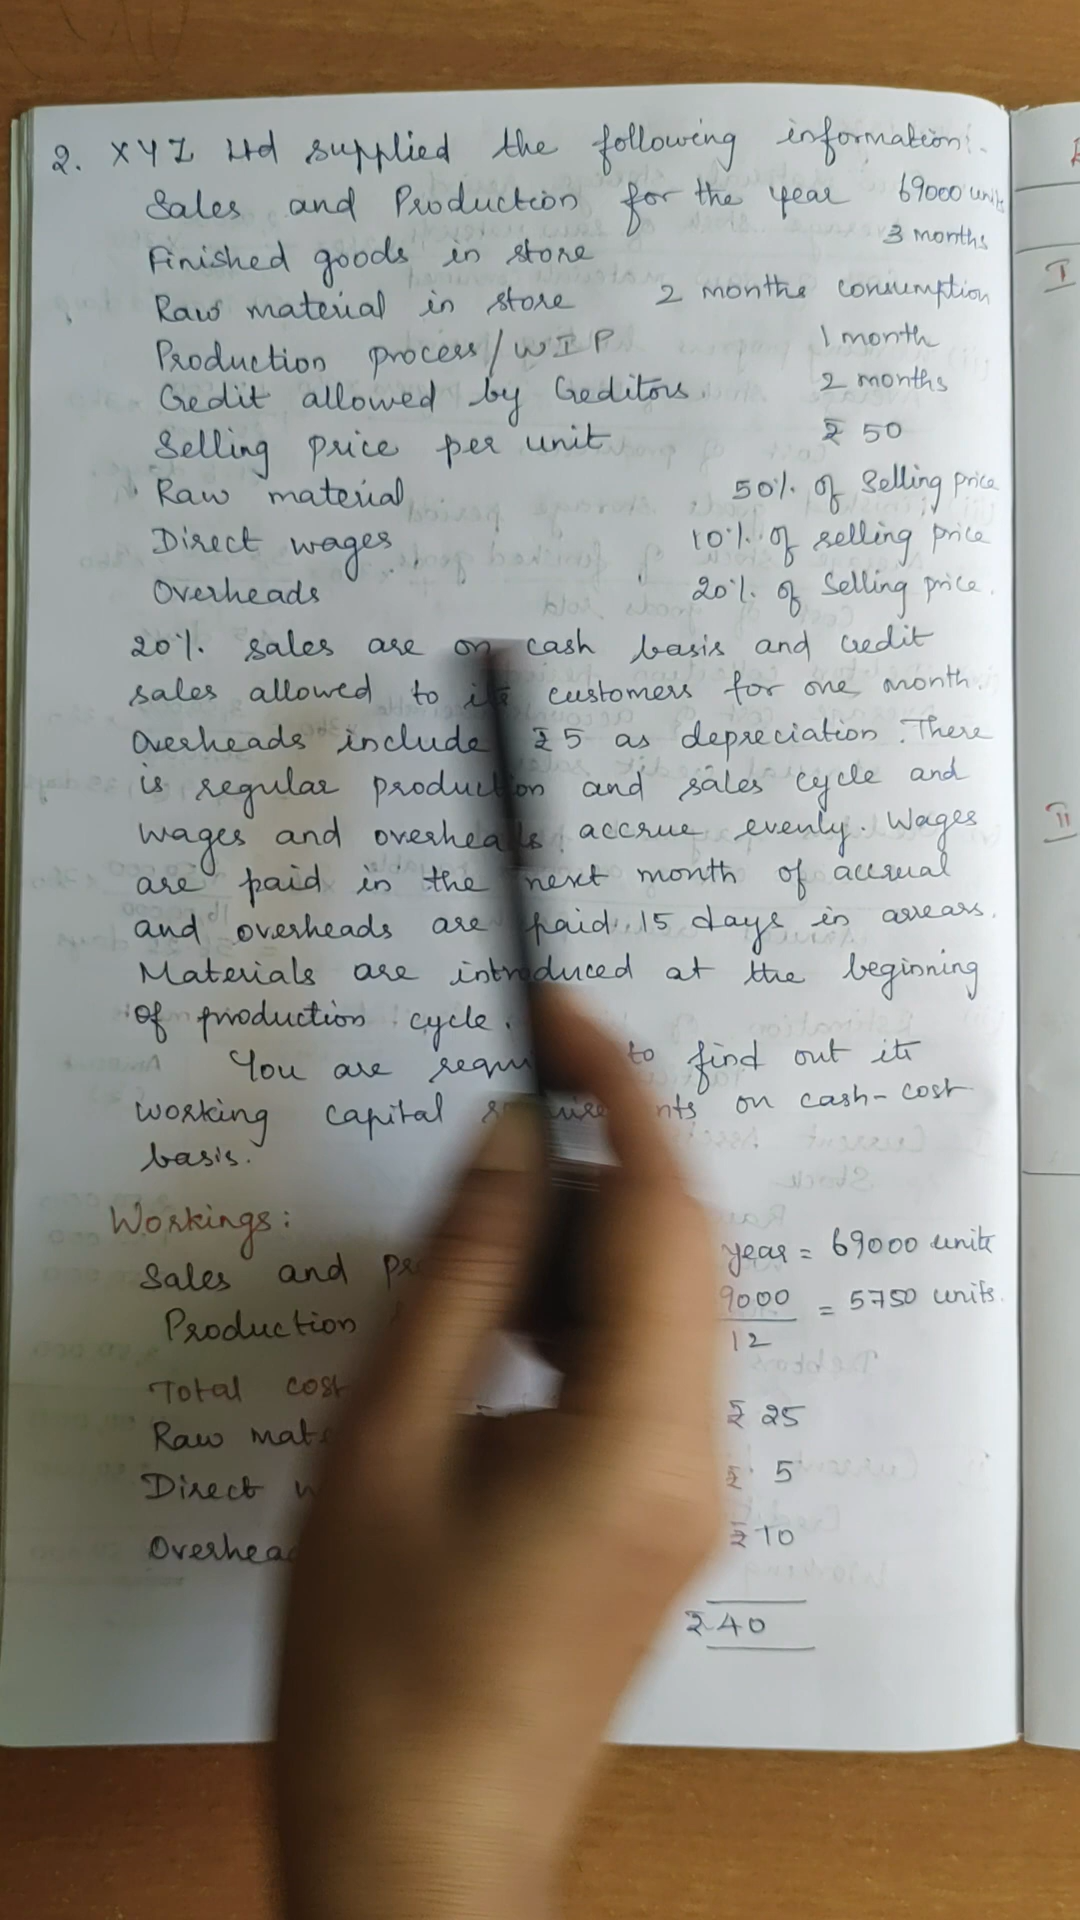 2. XYZ Ltd supplied the following information:
Sales and Production for the year 69000 units
Finished goods in store 3 months
Raw material in store 2 months consumption
Production process/WIP 1 month
Credit allowed by Creditors 2 months
Selling price per unit ₹ 50
Raw material 50% of Selling price
Direct wages 10% of selling price
Overheads 20% of Selling price.
20% sales are on cash basis and credit
sales allowed to its customers for one month.
Overheads include ₹5 as depreciation. There
is regular production and sales cycle and
wages and overheads accrue evenly. Wages
are paid in the next month of accrual
and overheads are paid 15 days in arrears.
Materials are introduced at the beginning
of production cycle.
You are to find out its
working capital on cash-cost
basis.
Workings:
Sales and year = 69000 units
Production 9000/12 = 5750 units.
Total cost
Raw ₹ 25
Direct ₹ 5
₹ 10
₹ 40
I
II